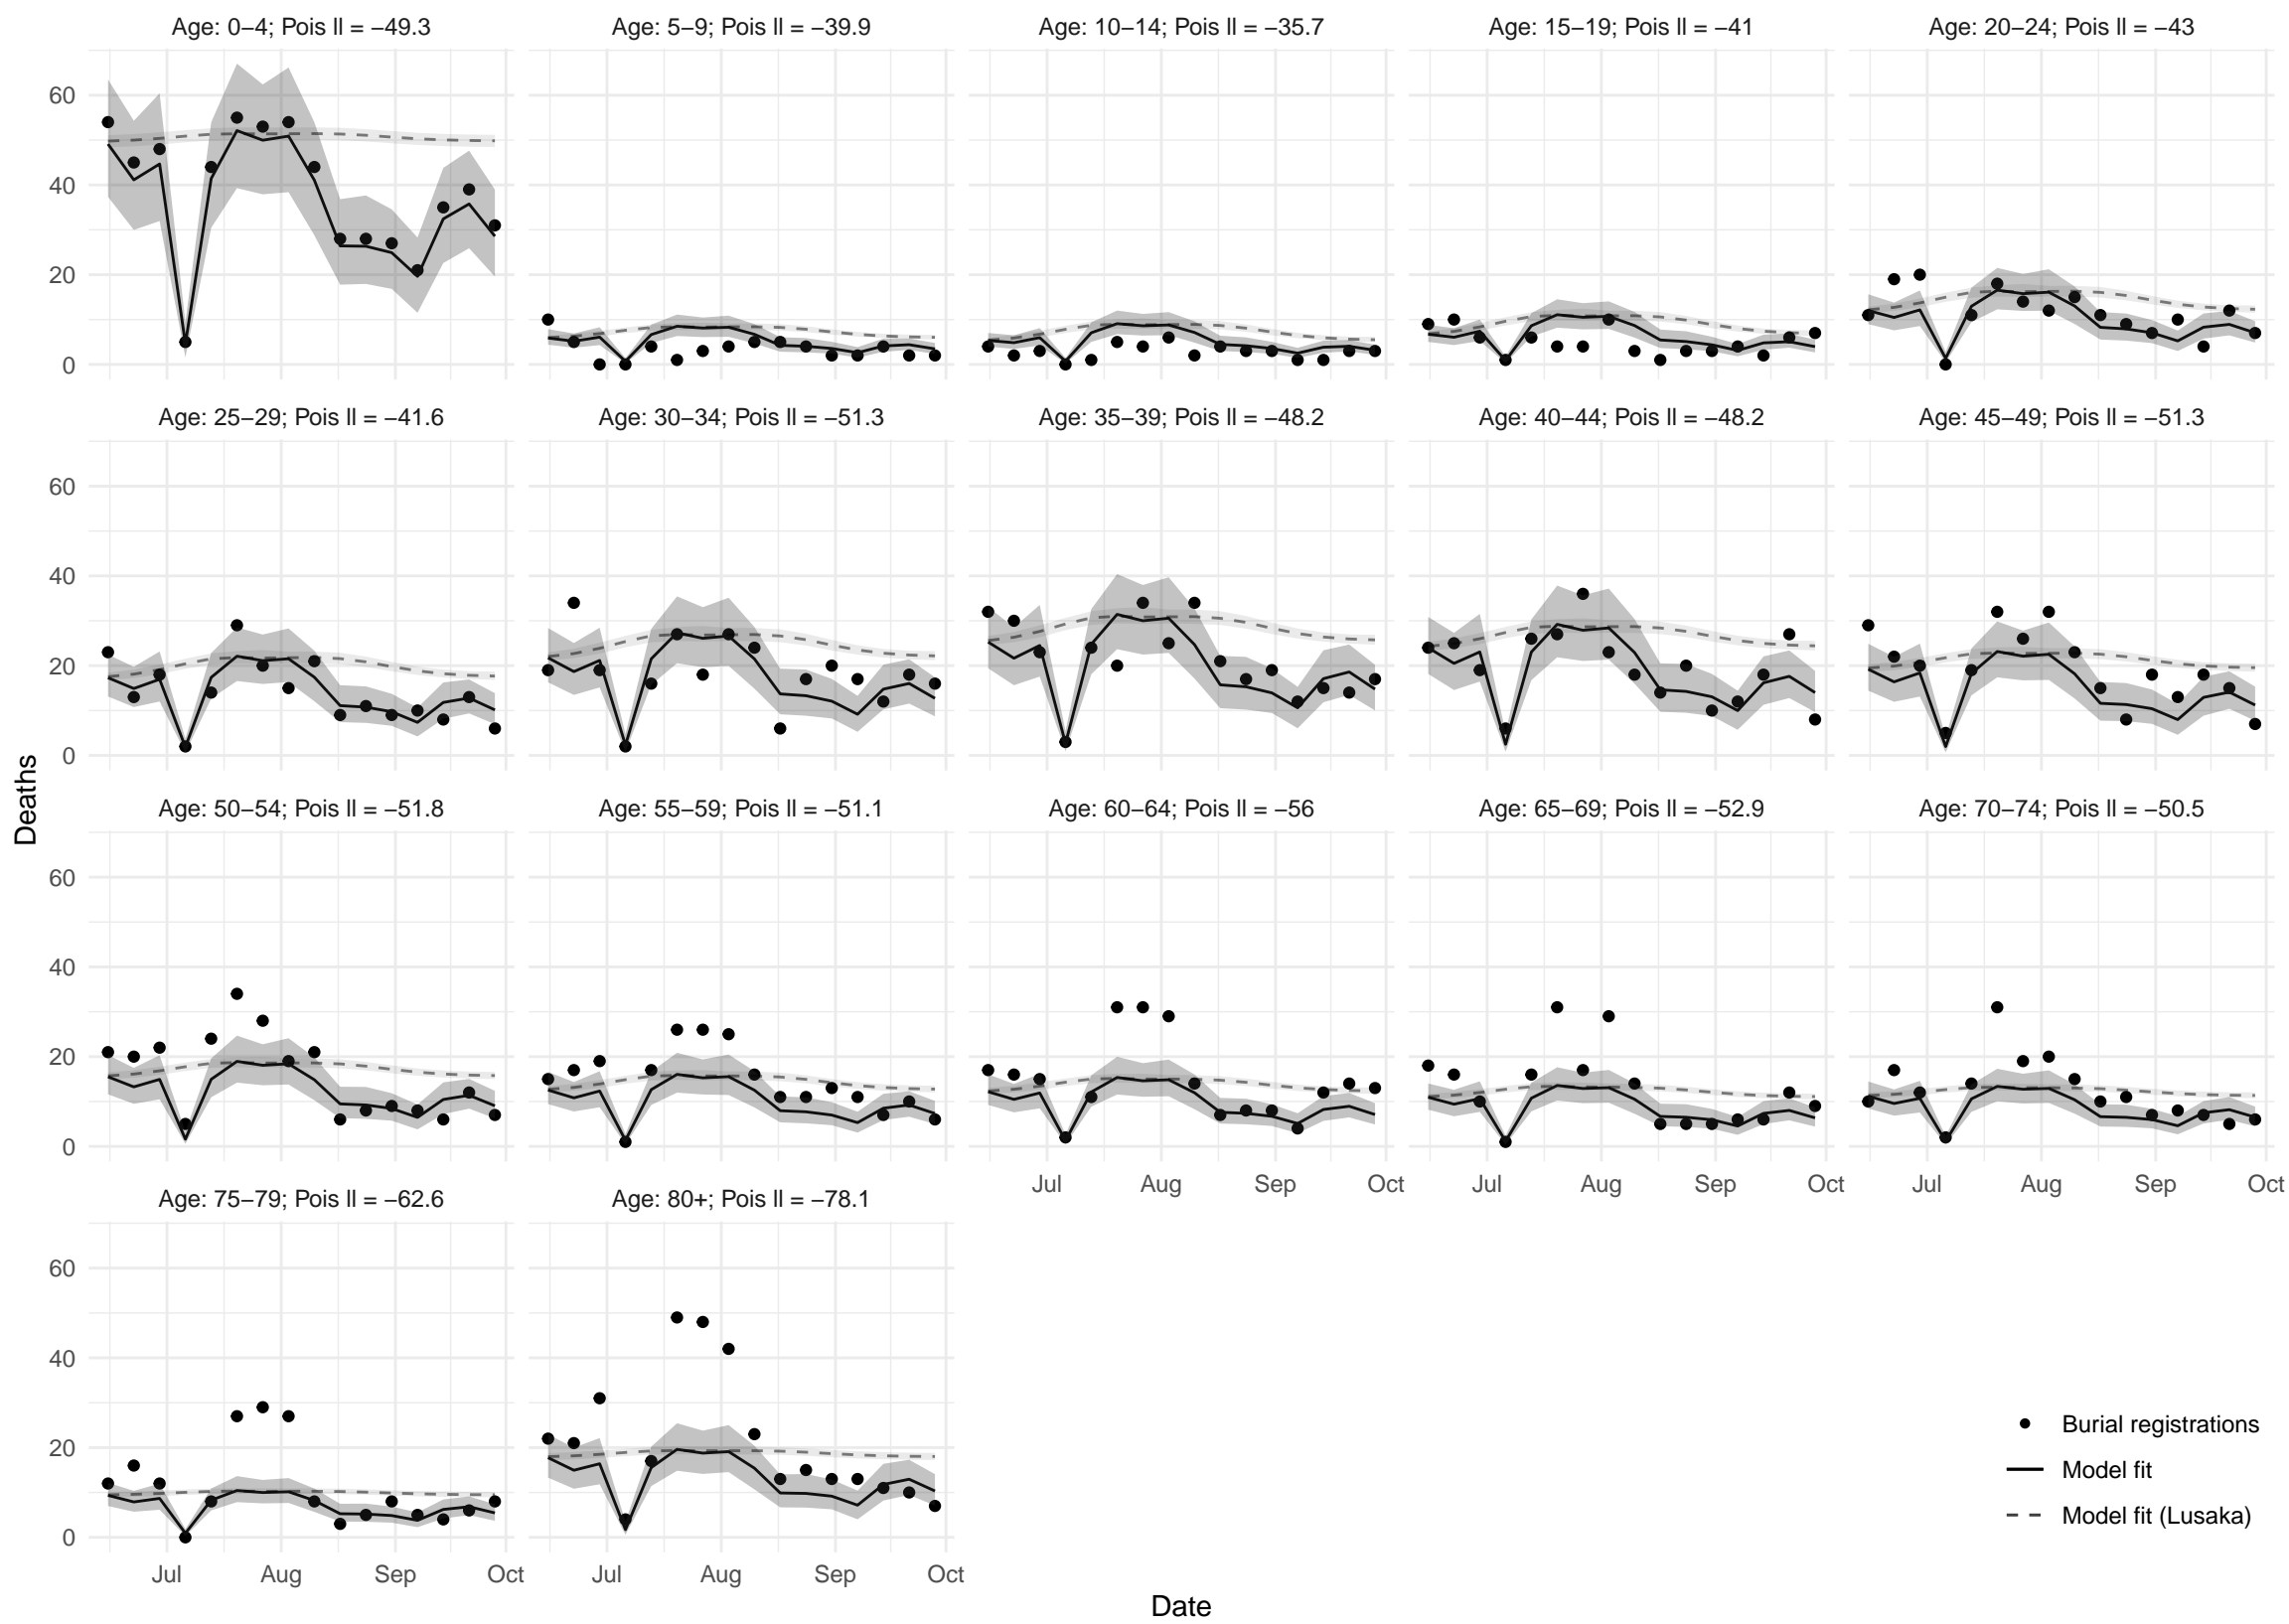 Age: 0−4; Pois ll = −49.3
Age: 5−9; Pois ll = −39.9
Age: 10−14; Pois ll = −35.7
Age: 15−19; Pois ll = −41
Age: 20−24; Pois ll = −43
60
40
20
0
Age: 25−29; Pois ll = −41.6
Age: 30−34; Pois ll = −51.3
Age: 35−39; Pois ll = −48.2
Age: 40−44; Pois ll = −48.2
Age: 45−49; Pois ll = −51.3
60
40
20
0
Deaths
Age: 50−54; Pois ll = −51.8
Age: 55−59; Pois ll = −51.1
Age: 60−64; Pois ll = −56
Age: 65−69; Pois ll = −52.9
Age: 70−74; Pois ll = −50.5
60
40
20
0
Jul Aug Sep Oct
Jul Aug Sep Oct
Jul Aug Sep Oct
Age: 75−79; Pois ll = −62.6
Age: 80+; Pois ll = −78.1
60
40
20
0
Jul Aug Sep Oct
Jul Aug Sep Oct
Burial registrations
Model fit
Model fit (Lusaka)
Date